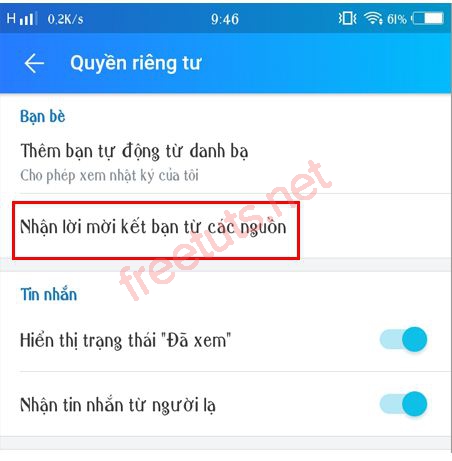 H 0.2K/s 9:46 61%
Quyền riêng tư
Bạn bè
Thêm bạn tự động từ danh bạ
Cho phép xem nhật ký của tôi
Nhận lời mời kết bạn từ các nguồn
freetuts.net
Tin nhắn
Hiển thị trạng thái "Đã xem"
Nhận tin nhắn từ người lạ